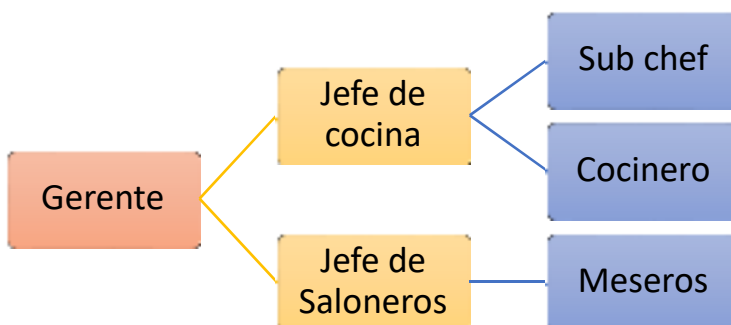 Gerente
Jefe de
cocina
Sub chef
Cocinero
Jefe de
Saloneros
Meseros